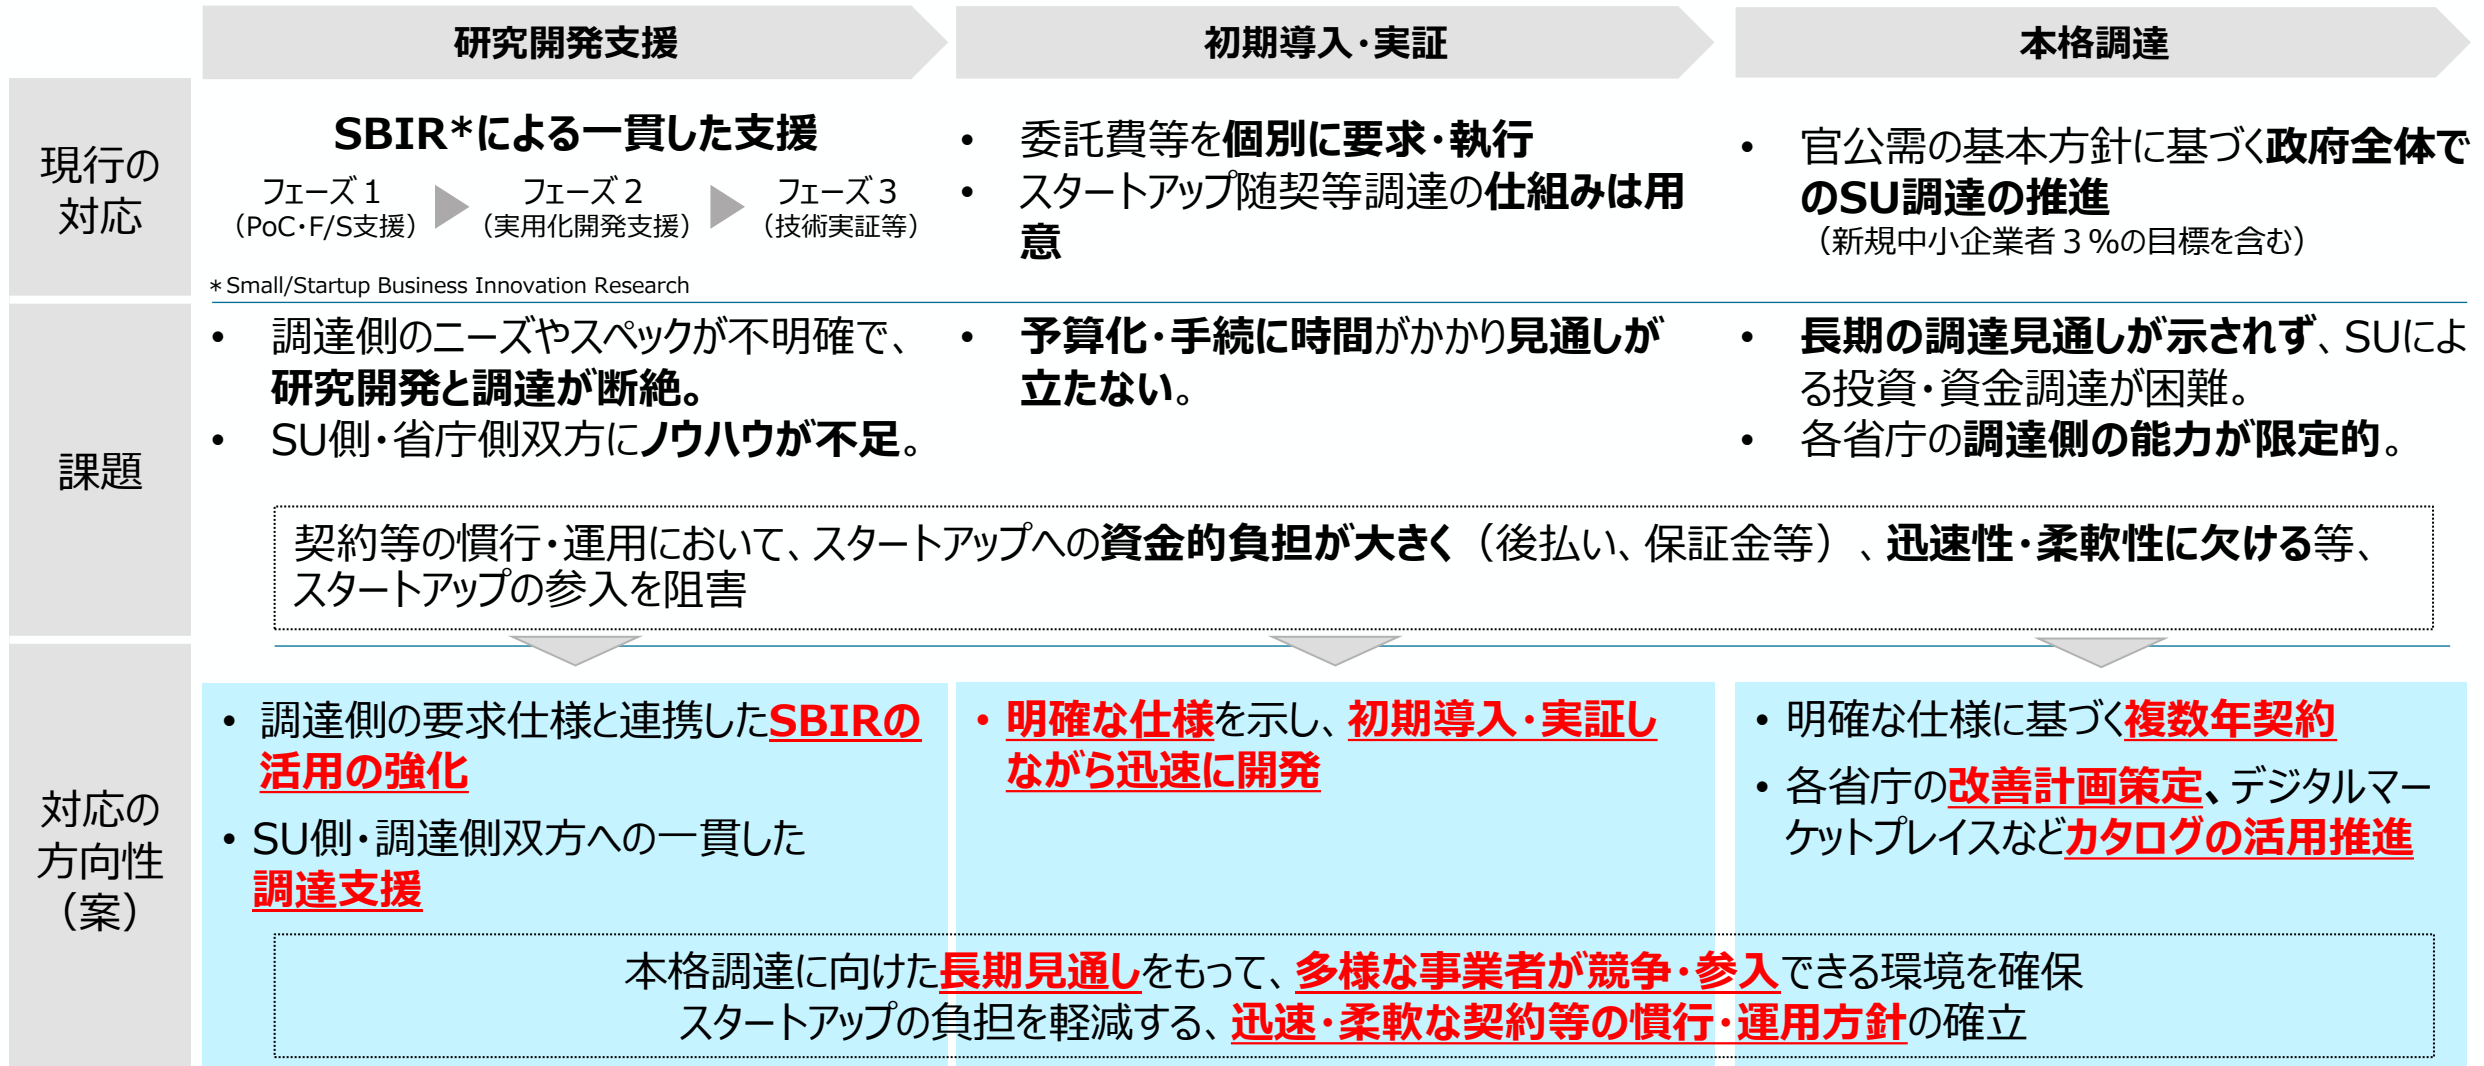 研究開発支援
初期導入・実証
本格調達
現行の
対応
SBIR*による一貫した支援
フェーズ1
（PoC・F/S支援）
フェーズ2
（実用化開発支援）
フェーズ3
（技術実証等）
＊Small/Startup Business Innovation Research
• 委託費等を個別に要求・執行
• スタートアップ随契等調達の仕組みは用
意
• 官公需の基本方針に基づく政府全体で
のSU調達の推進
（新規中小企業者３％の目標を含む）
課題
• 調達側のニーズやスペックが不明確で、
研究開発と調達が断絶。
• SU側・省庁側双方にノウハウが不足。
• 予算化・手続に時間がかかり見通しが
立たない。
• 長期の調達見通しが示されず、SUによ
る投資・資金調達が困難。
• 各省庁の調達側の能力が限定的。
契約等の慣行・運用において、スタートアップへの資金的負担が大きく（後払い、保証金等）、迅速性・柔軟性に欠ける等、
スタートアップの参入を阻害
対応の
方向性
（案）
• 調達側の要求仕様と連携したSBIRの
活用の強化
• SU側・調達側双方への一貫した
調達支援
• 明確な仕様を示し、初期導入・実証し
ながら迅速に開発
• 明確な仕様に基づく複数年契約
• 各省庁の改善計画策定、デジタルマー
ケットプレイスなどカタログの活用推進
本格調達に向けた長期見通しをもって、多様な事業者が競争・参入できる環境を確保
スタートアップの負担を軽減する、迅速・柔軟な契約等の慣行・運用方針の確立